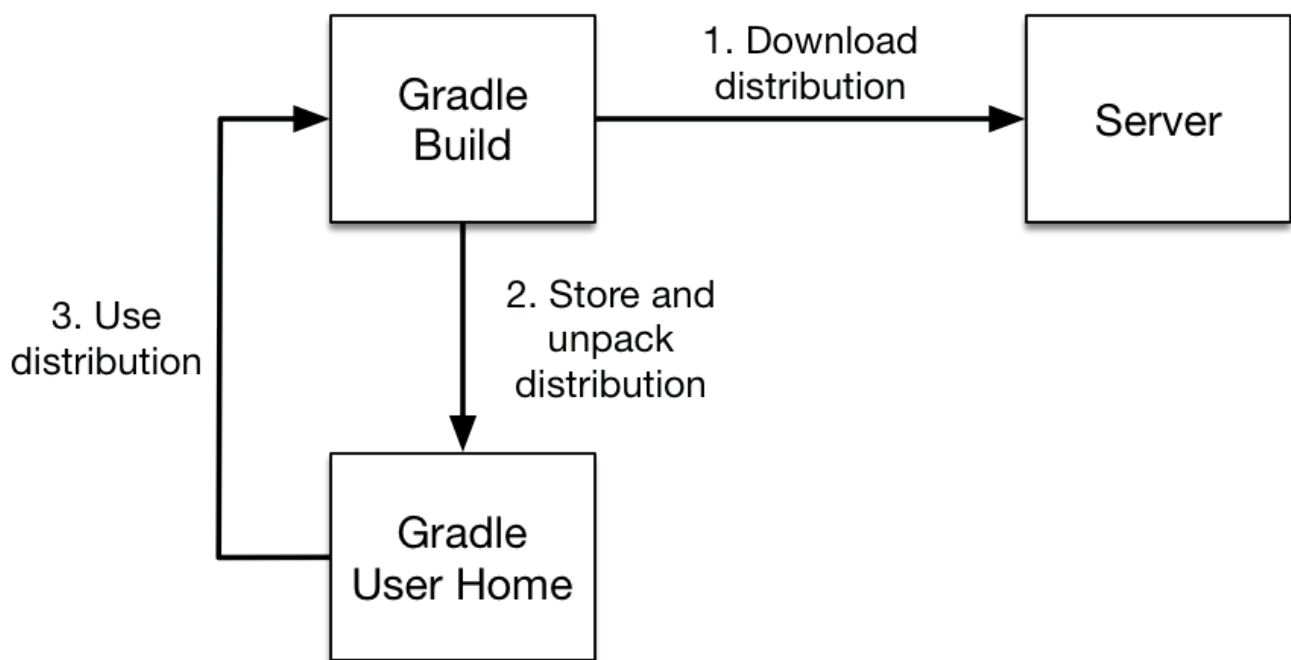 Gradle
Build
1. Download
distribution
Server
2. Store and
unpack
distribution
3. Use
distribution
Gradle
User Home